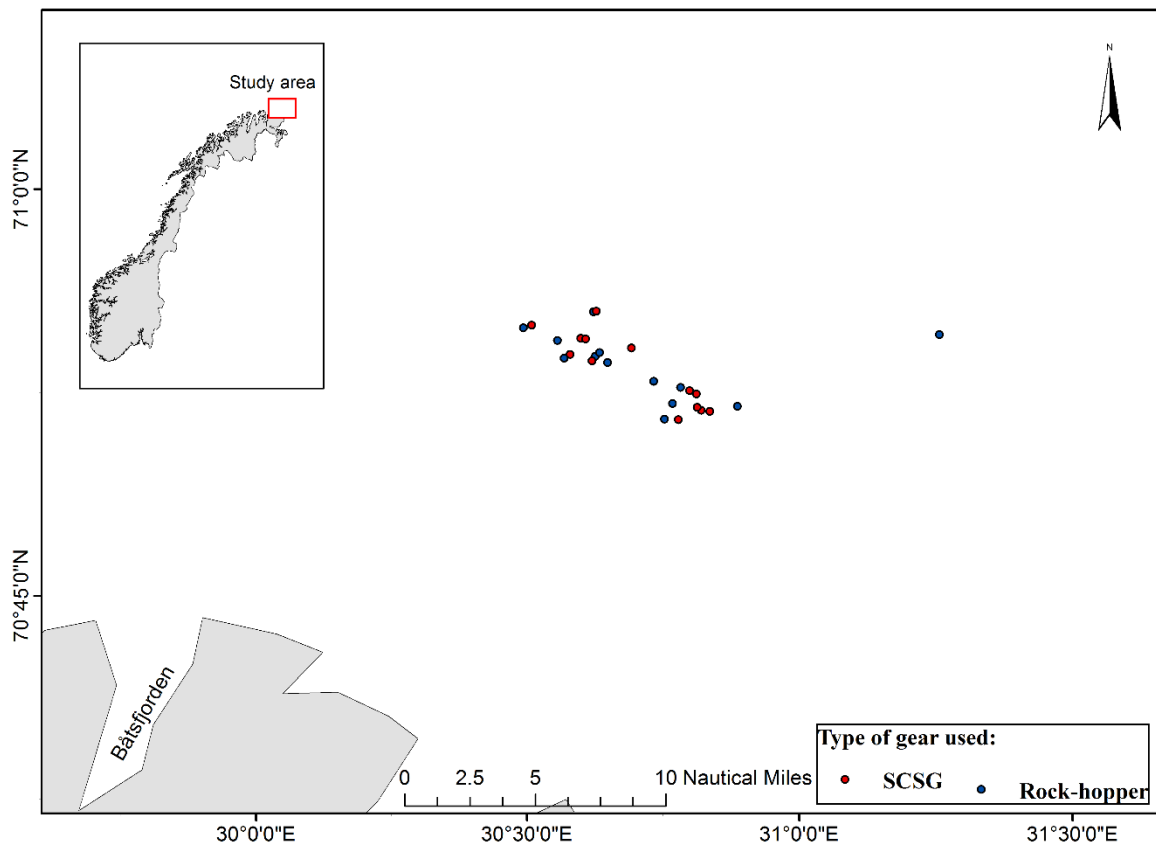 Study area
N
71°0'0"N
70°45'0"N
Båtsfjorden
0 2.5 5 10 Nautical Miles
Type of gear used:
SCSG Rock-hopper
30°0'0"E 30°30'0"E 31°0'0"E 31°30'0"E